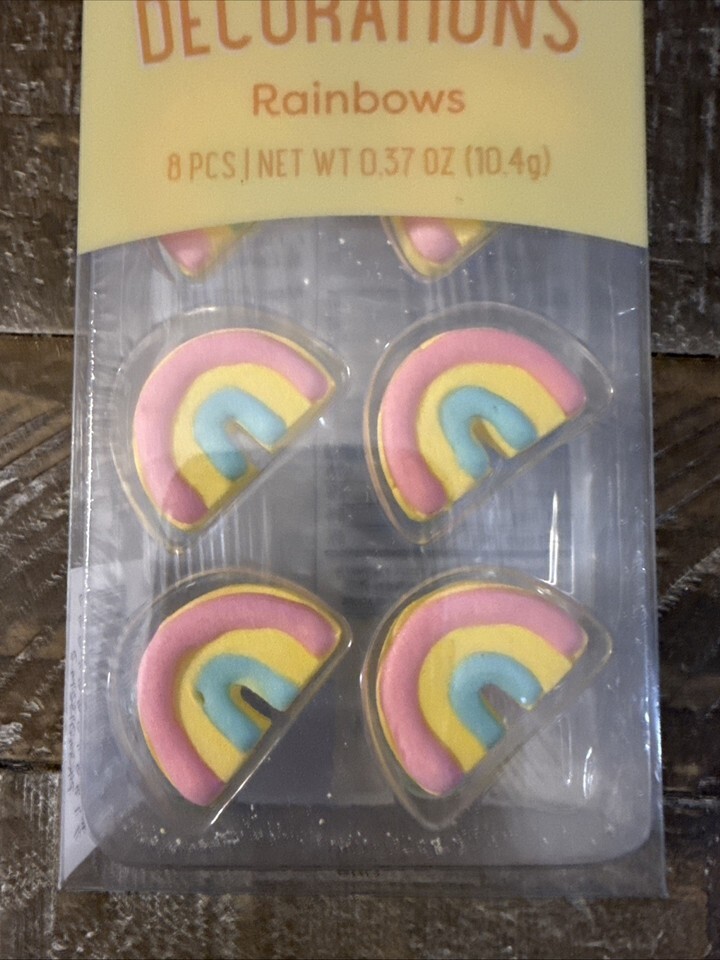 DECORATIONS
Rainbows
8 PCS | NET WT 0.37 OZ (10.4g)